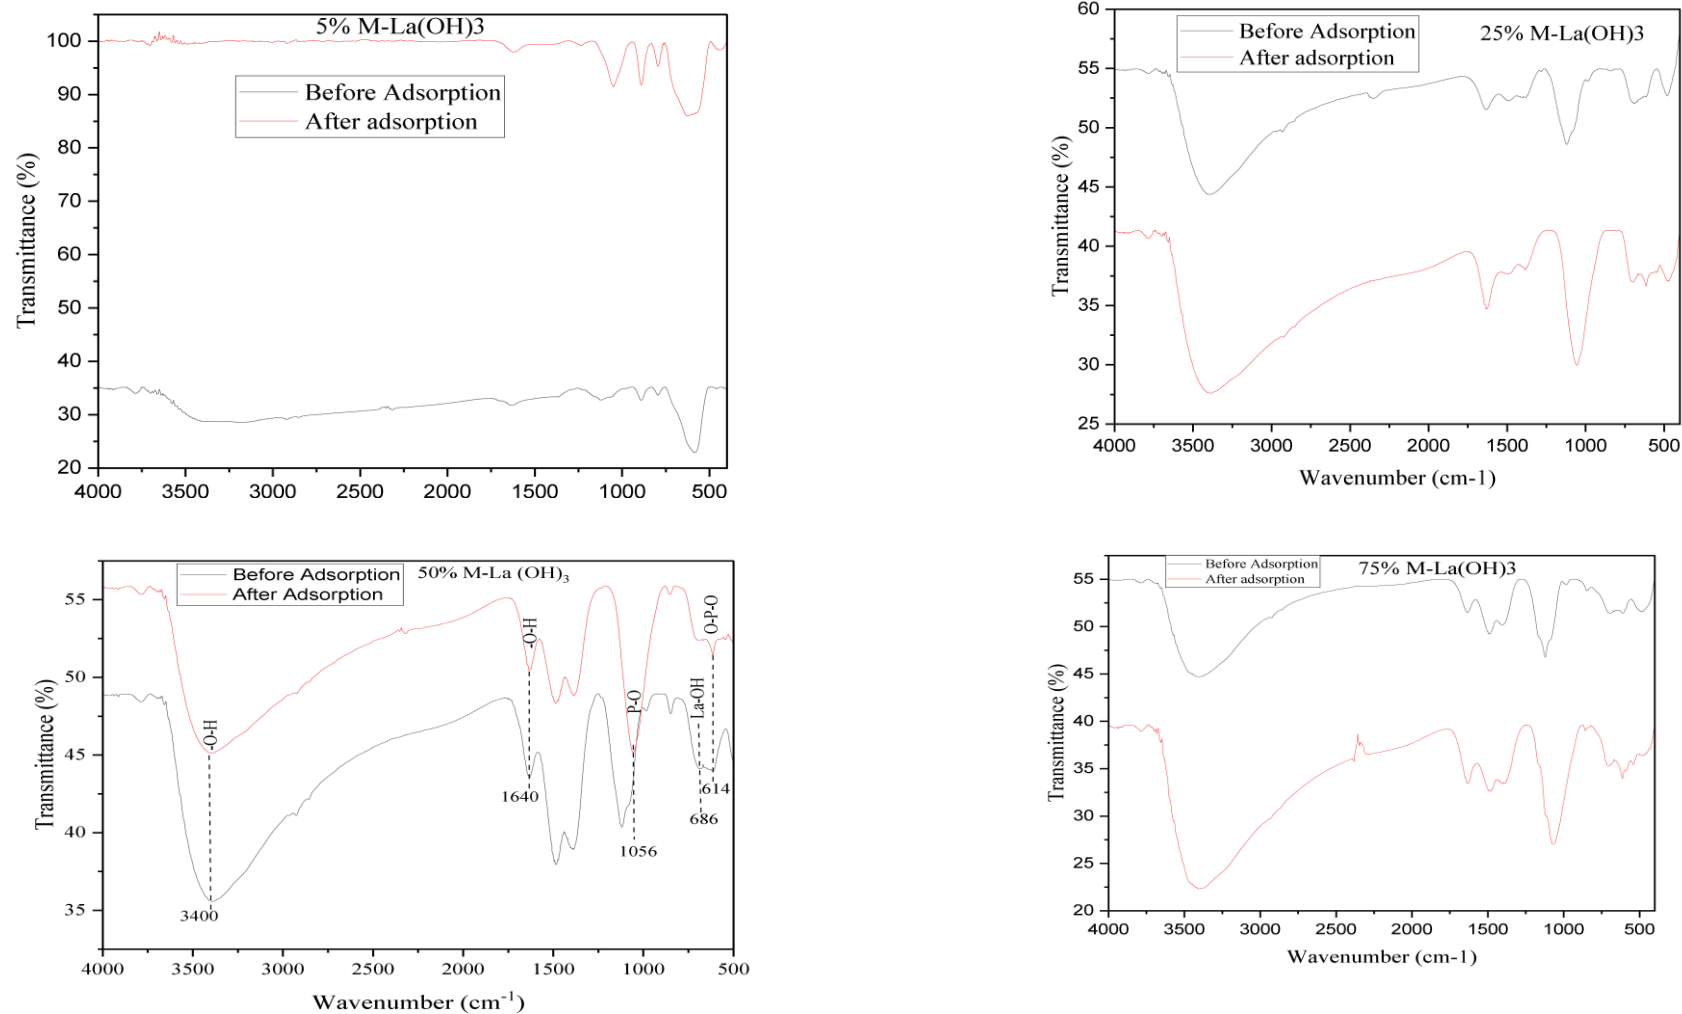 5% M-La(OH)3
Before Adsorption
After adsorption
Transmittance (%)
100
90
80
70
60
50
40
30
20
4000 3500 3000 2500 2000 1500 1000 500
25% M-La(OH)3
Before Adsorption
After adsorption
Transmittance (%)
60
55
50
45
40
35
30
25
4000 3500 3000 2500 2000 1500 1000 500
Wavenumber (cm-1)
50% M-La (OH)₃
Before Adsorption
After Adsorption
Transmittance (%)
55
50
45
40
35
O-H
O-H
P-O
La-OH
O-P-O
3400
1640
1056
686
614
4000 3500 3000 2500 2000 1500 1000 500
Wavenumber (cm⁻¹)
75% M-La(OH)3
Before Adsorption
After adsorption
Transmittance (%)
55
50
45
40
35
30
25
20
4000 3500 3000 2500 2000 1500 1000 500
Wavenumber (cm-1)